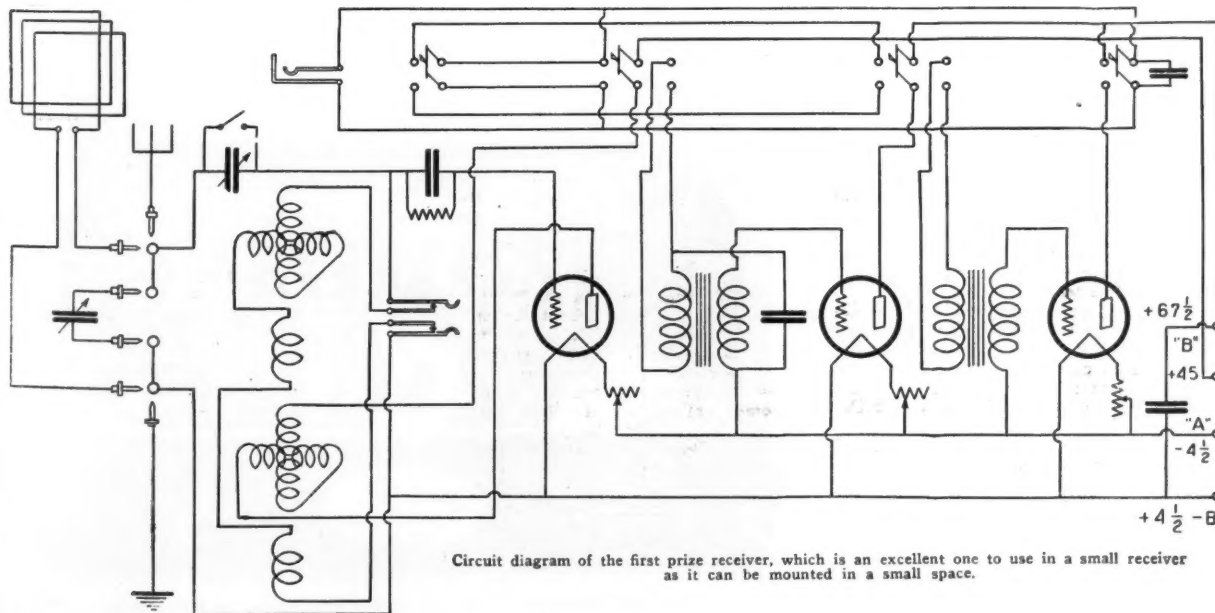 +67½
"B"
+45
"A"
-4½
+4½ -B
Circuit diagram of the first prize receiver, which is an excellent one to use in a small receiver
as it can be mounted in a small space.